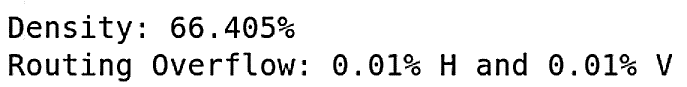 Density: 66.405%
Routing Overflow: 0.01% H and 0.01% V